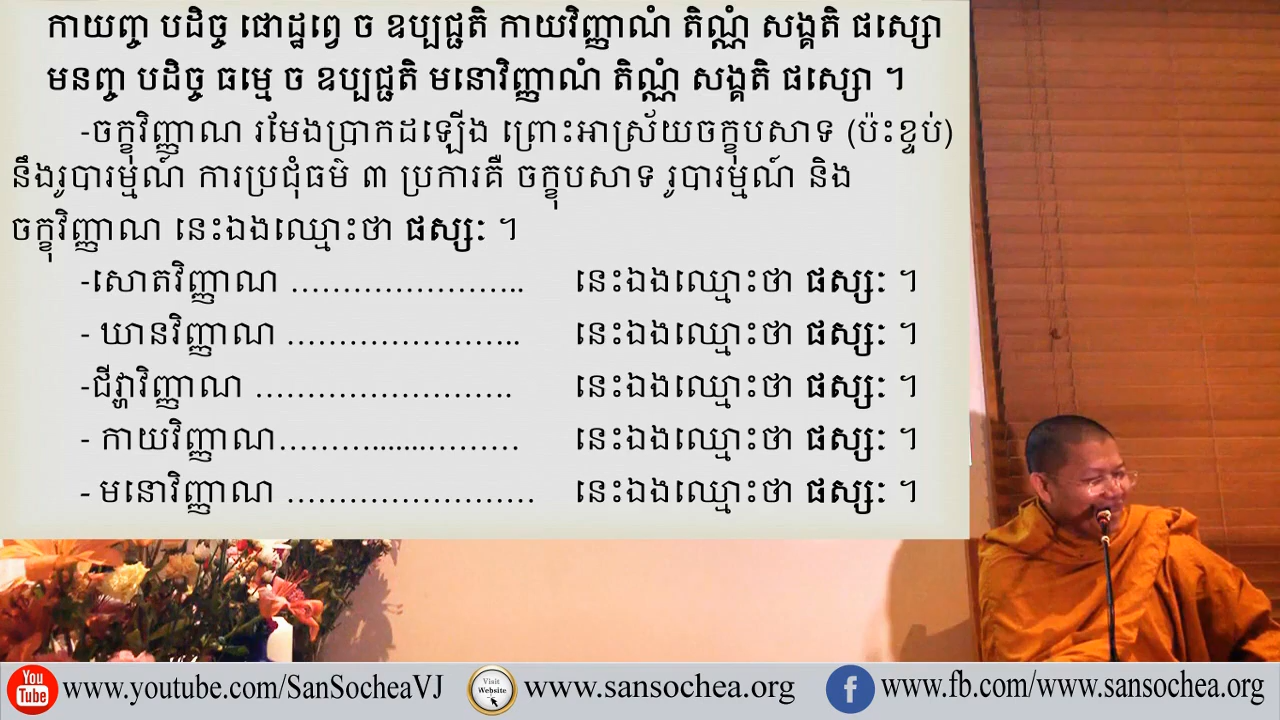 កាយញ្ច បដិច្ច ផោដ្ឋព្វេ ច ឧប្បជ្ជតិ កាយវិញ្ញាណំ តិណ្ណំ សង្គតិ ផស្សោ
មនញ្ច បដិច្ច ធម្មេ ច ឧប្បជ្ជតិ មនោវិញ្ញាណំ តិណ្ណំ សង្គតិ ផស្សោ ។
-ចក្ខុវិញ្ញាណ រមែងប្រាកដឡើង ព្រោះអាស្រ័យចក្ខុបសាទ (ប៉ះខ្ទប់)
នឹងរូបារម្មណ៍ ការប្រជុំធម៌ ៣ ប្រការគឺ ចក្ខុបសាទ រូបារម្មណ៍ និង
ចក្ខុវិញ្ញាណ នេះឯងឈ្មោះថា ផស្សៈ ។
-សោតវិញ្ញាណ ........................ នេះឯងឈ្មោះថា ផស្សៈ ។
- ឃានវិញ្ញាណ ........................ នេះឯងឈ្មោះថា ផស្សៈ ។
-ជីវ្ហាវិញ្ញាណ .......................... នេះឯងឈ្មោះថា ផស្សៈ ។
- កាយវិញ្ញាណ......................... នេះឯងឈ្មោះថា ផស្សៈ ។
- មនោវិញ្ញាណ ........................ នេះឯងឈ្មោះថា ផស្សៈ ។
You Tube www.youtube.com/SanSocheaVJ Visit Website www.sansochea.org f www.fb.com/www.sansochea.org